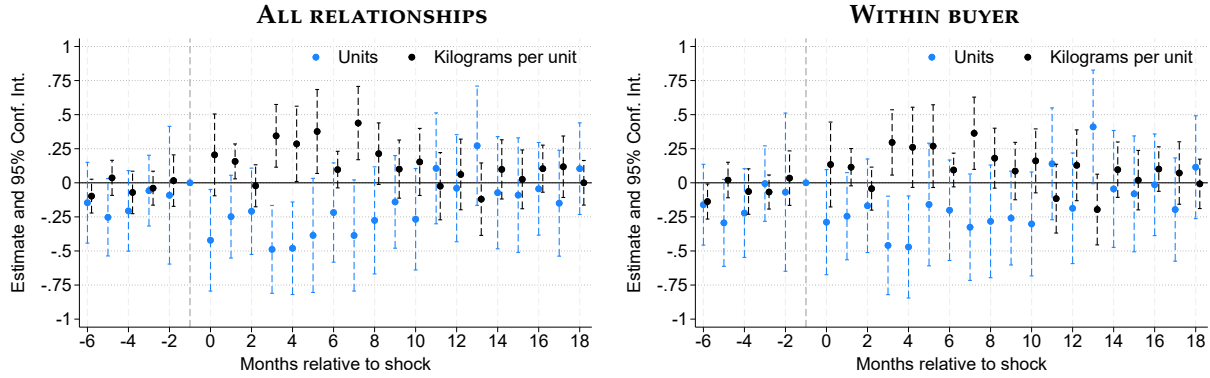 ALL RELATIONSHIPS
Estimate and 95% Conf. Int.
1
.75
.5
.25
0
-.25
-.5
-.75
-1
Units
Kilograms per unit
-6 -4 -2 0 2 4 6 8 10 12 14 16 18
Months relative to shock
WITHIN BUYER
Estimate and 95% Conf. Int.
1
.75
.5
.25
0
-.25
-.5
-.75
-1
Units
Kilograms per unit
-6 -4 -2 0 2 4 6 8 10 12 14 16 18
Months relative to shock